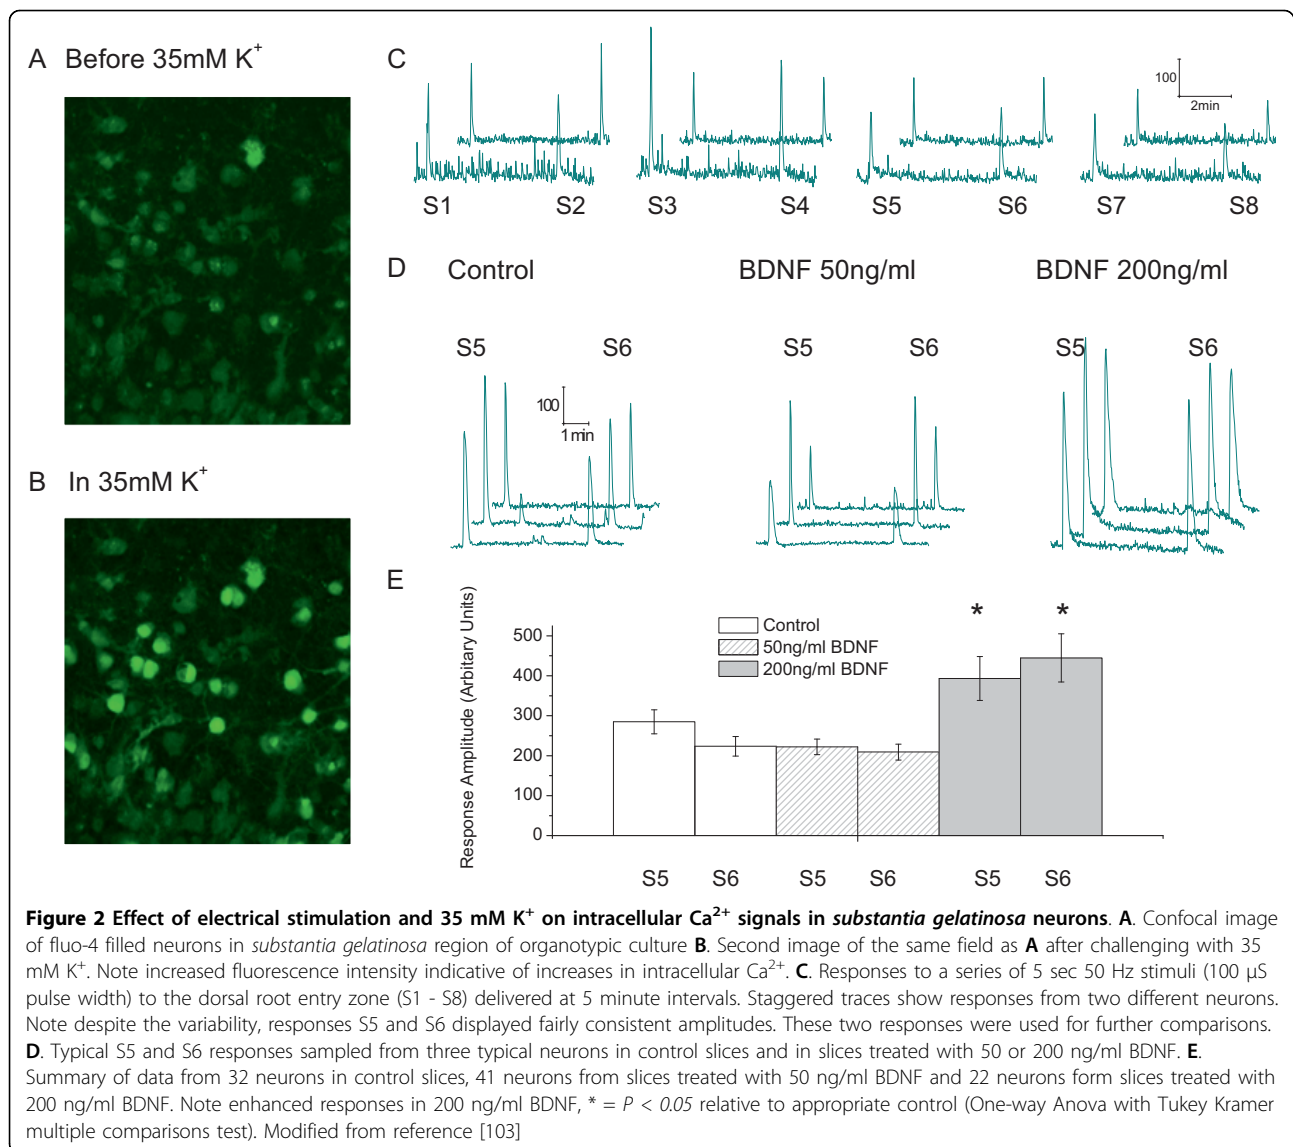 A Before 35mM K+
B In 35mM K+
C
100
2min
S1 S2 S3 S4 S5 S6 S7 S8
D Control BDNF 50ng/ml BDNF 200ng/ml
S5 S6 S5 S6 S5 S6
100
1 min
E
Response Amplitude (Arbitary Units)
500
400
300
200
100
0
Control
50ng/ml BDNF
200ng/ml BDNF
* *
S5 S6 S5 S6 S5 S6
Figure 2 Effect of electrical stimulation and 35 mM K+ on intracellular Ca2+ signals in substantia gelatinosa neurons. A. Confocal image
of fluo-4 filled neurons in substantia gelatinosa region of organotypic culture B. Second image of the same field as A after challenging with 35
mM K+. Note increased fluorescence intensity indicative of increases in intracellular Ca2+. C. Responses to a series of 5 sec 50 Hz stimuli (100 μS
pulse width) to the dorsal root entry zone (S1 - S8) delivered at 5 minute intervals. Staggered traces show responses from two different neurons.
Note despite the variability, responses S5 and S6 displayed fairly consistent amplitudes. These two responses were used for further comparisons.
D. Typical S5 and S6 responses sampled from three typical neurons in control slices and in slices treated with 50 or 200 ng/ml BDNF. E.
Summary of data from 32 neurons in control slices, 41 neurons from slices treated with 50 ng/ml BDNF and 22 neurons form slices treated with
200 ng/ml BDNF. Note enhanced responses in 200 ng/ml BDNF, * = P < 0.05 relative to appropriate control (One-way Anova with Tukey Kramer
multiple comparisons test). Modified from reference [103]